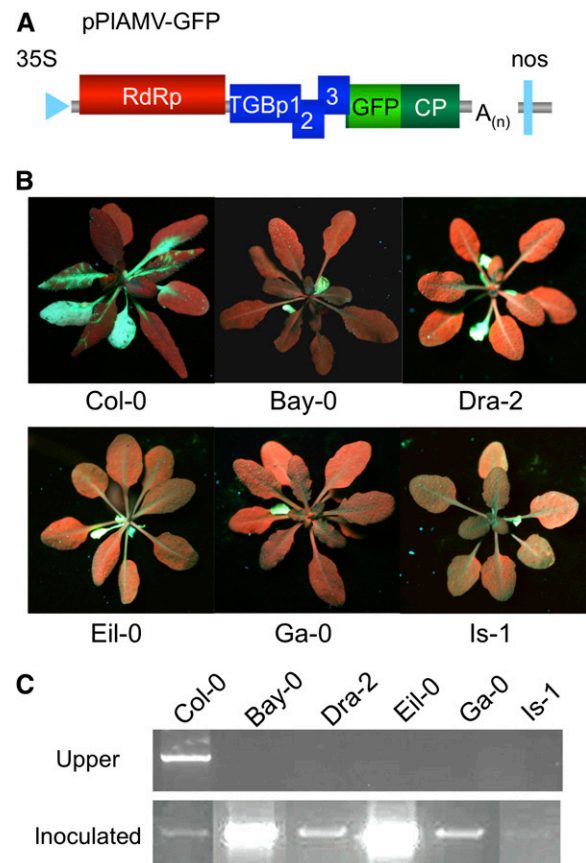 A pPlAMV-GFP
35S
nos
RdRp
TGBp1
2
3
GFP
CP
A(n)
B
Col-0 Bay-0 Dra-2
Eil-0 Ga-0 Is-1
C
Col-0 Bay-0 Dra-2 Eil-0 Ga-0 Is-1
Upper
Inoculated